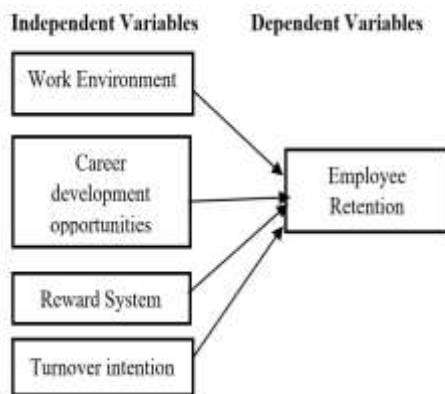 Independent Variables Dependent Variables
Work Environment
Career
development
opportunities
Employee
Retention
Reward System
Turnover intention